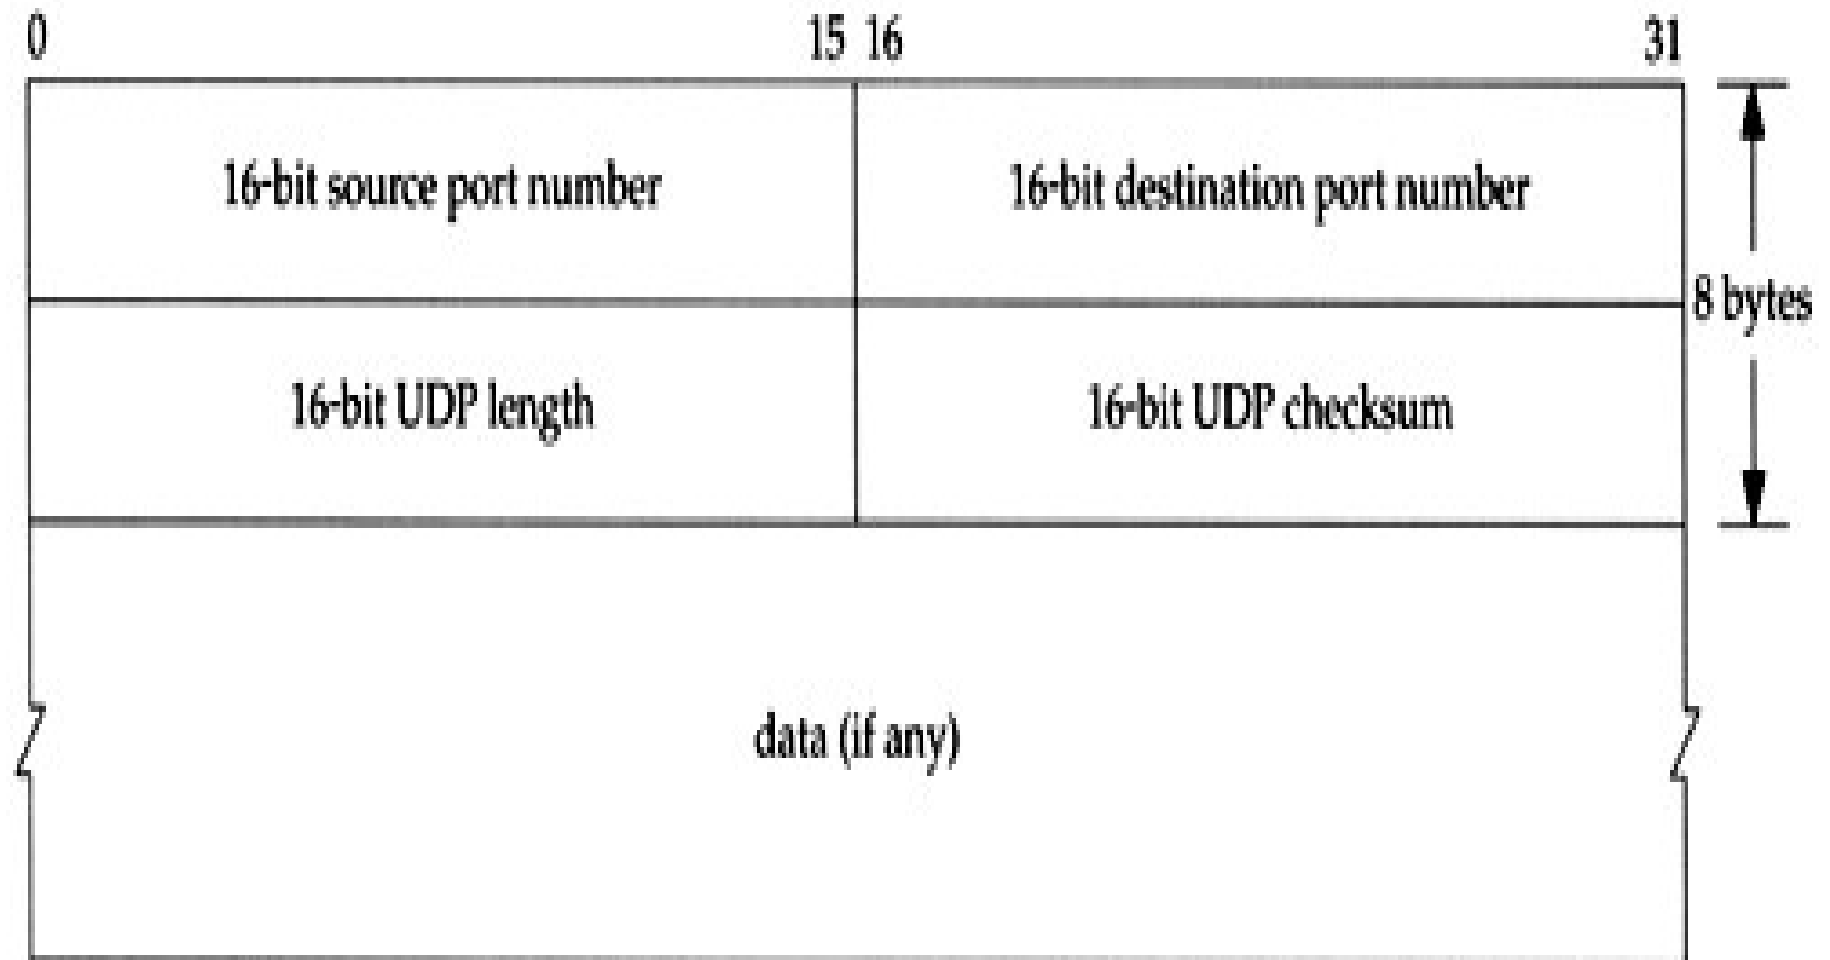 0 15 16 31
16-bit source port number 16-bit destination port number
8 bytes
16-bit UDP length 16-bit UDP checksum
data (if any)